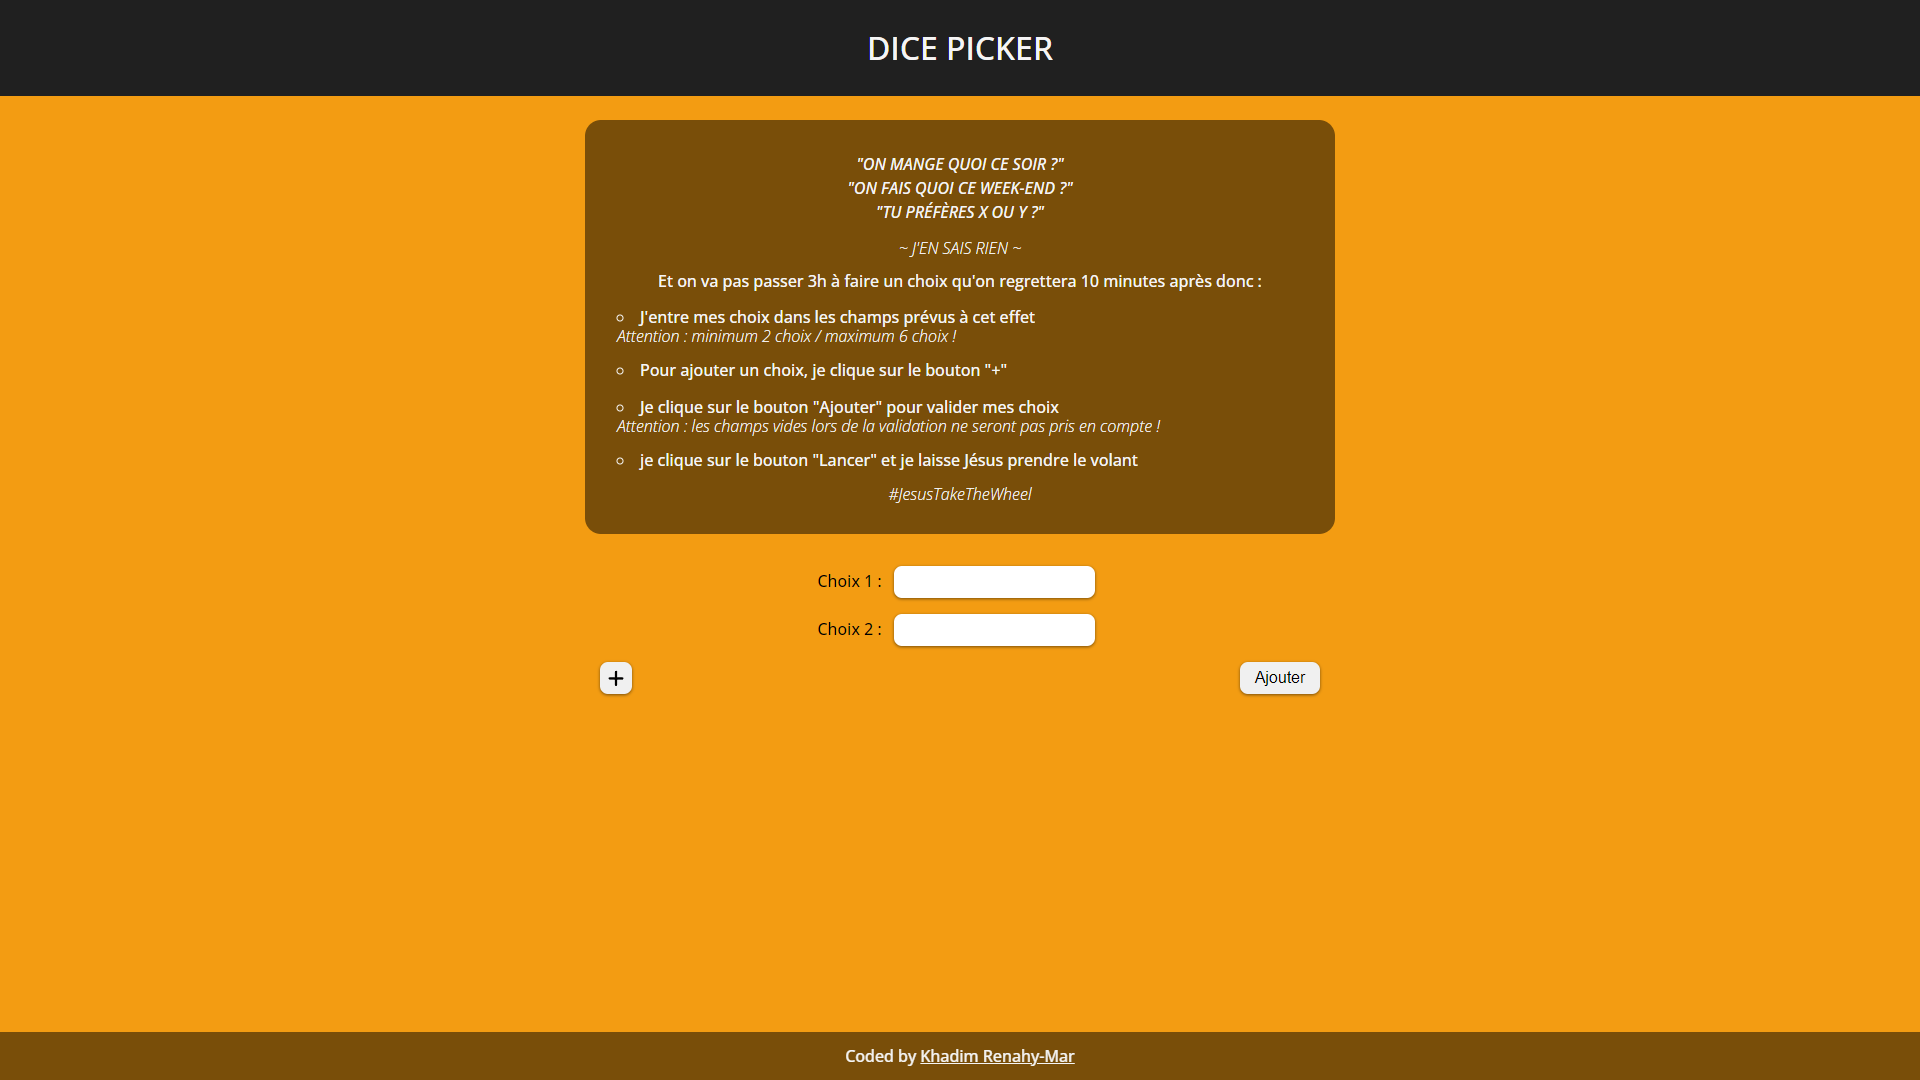 DICE PICKER
"ON MANGE QUOI CE SOIR ?"
"ON FAIS QUOI CE WEEK-END ?"
"TU PRÉFÈRES X OU Y ?"
~ J'EN SAIS RIEN ~
Et on va pas passer 3h à faire un choix qu'on regrettera 10 minutes après donc :
J'entre mes choix dans les champs prévus à cet effet
Attention : minimum 2 choix / maximum 6 choix !
Pour ajouter un choix, je clique sur le bouton "+"
Je clique sur le bouton "Ajouter" pour valider mes choix
Attention : les champs vides lors de la validation ne seront pas pris en compte !
je clique sur le bouton "Lancer" et je laisse Jésus prendre le volant
#JesusTakeTheWheel
Choix 1 :
Choix 2 :
+ Ajouter
Coded by Khadim Renahy-Mar